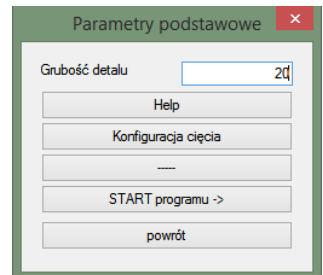 Parametry podstawowe
Grubość detalu 20
Help
Konfiguracja cięcia
----
START programu ->
powrót